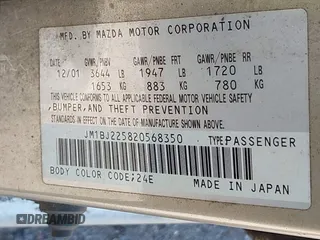 MFD. BY MAZDA MOTOR CORPORATION
DATE GVWR/PNBV GAWR/PNBE FRT GAWR/PNBE RR
12/01 3644 LB 1947 LB 1720 LB
1653 KG 883 KG 780 KG
THIS VEHICLE CONFORMS TO ALL APPLICABLE FEDERAL MOTOR VEHICLE SAFETY,
BUMPER, AND THEFT PREVENTION
STANDARDS IN EFFECT ON THE DATE OF MANUFACTURE SHOWN ABOVE.
JM1BJ225820568350 TYPE:PASSENGER
BODY COLOR CODE;24E
MADE IN JAPAN
DREAMBID